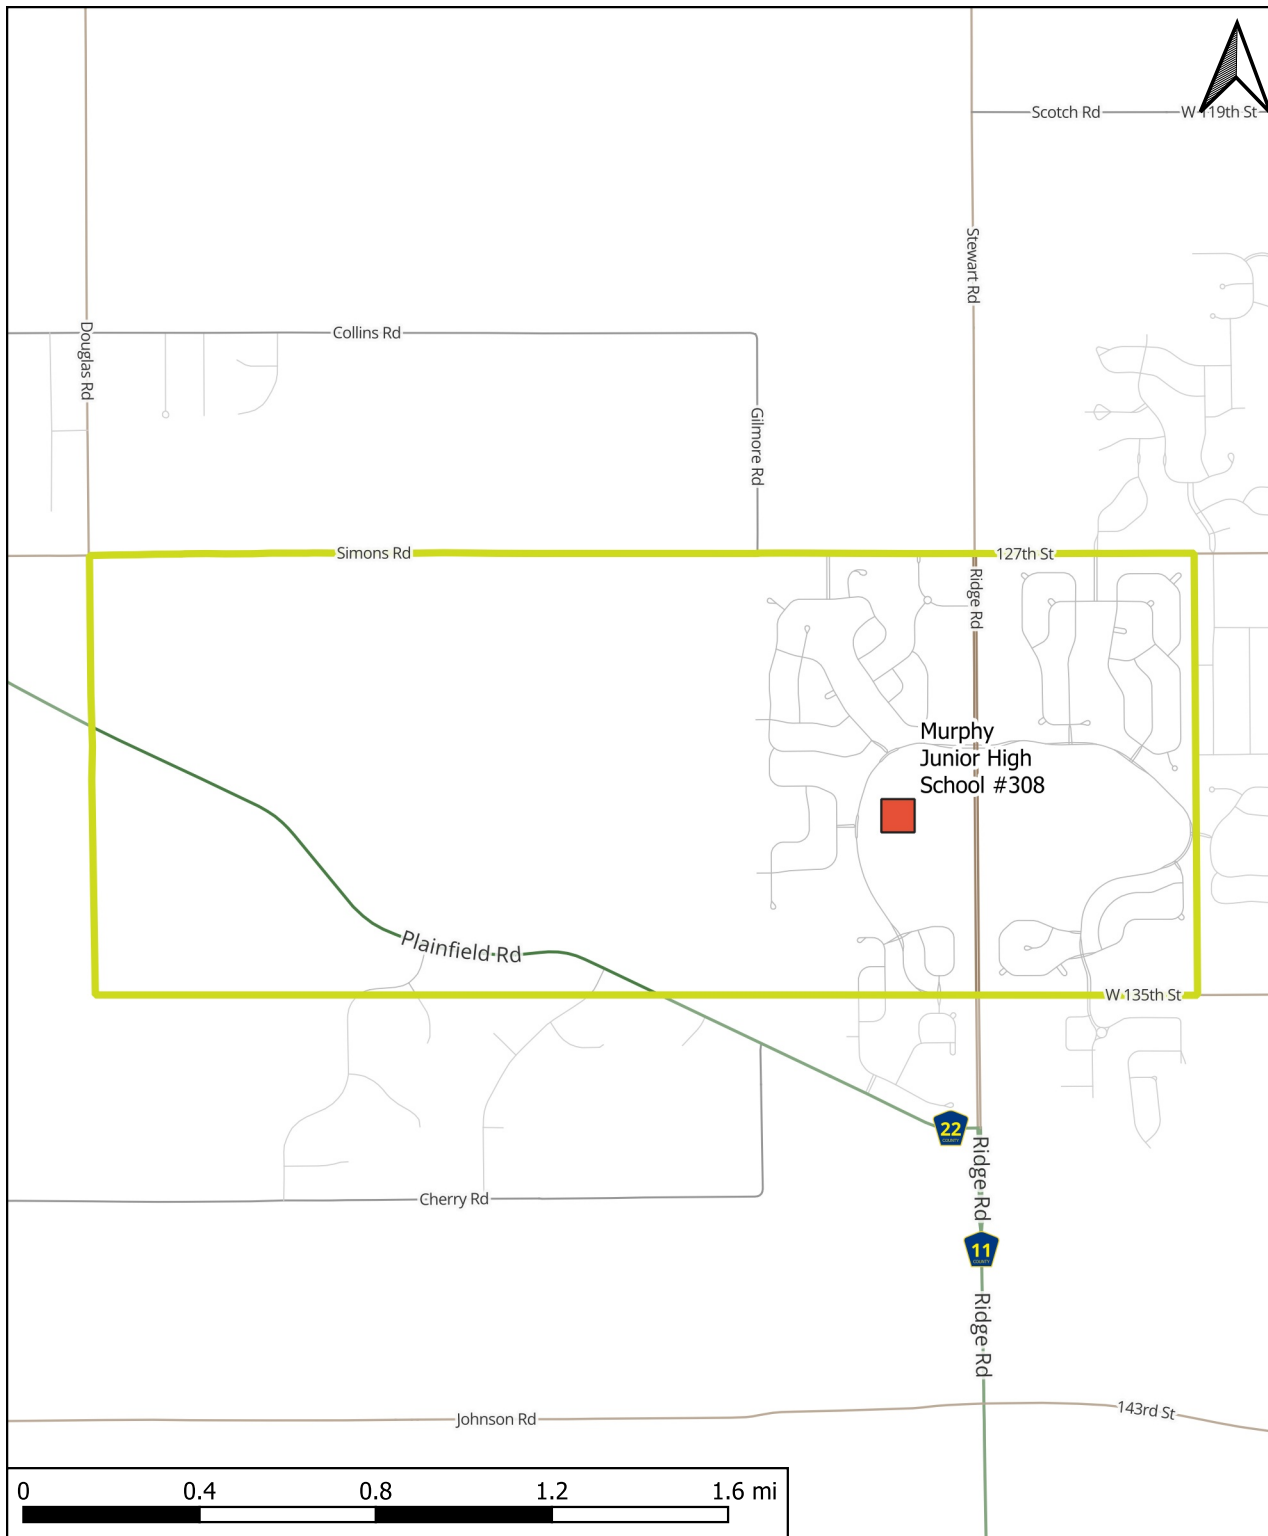 Scotch Rd
W 119th St
Stewart Rd
Douglas Rd
Collins Rd
Gilmore Rd
Simons Rd
127th St
Ridge Rd
Murphy
Junior High
School #308
Plainfield Rd
W 135th St
22
COUNTY
Ridge Rd
Cherry Rd
11
COUNTY
Ridge Rd
Johnson Rd
143rd St
0 0.4 0.8 1.2 1.6 mi